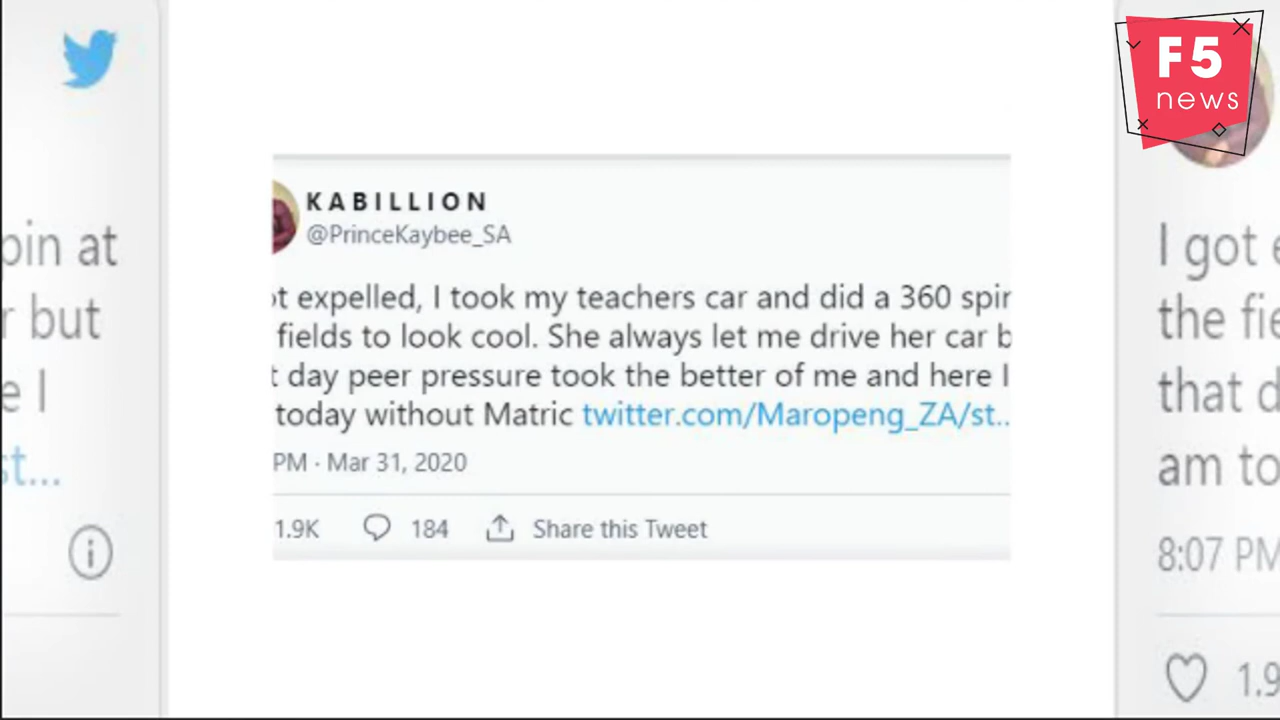 F5
news
KABILLION
@PrinceKaybee_SA
ot expelled, I took my teachers car and did a 360 spin
fields to look cool. She always let me drive her car b
t day peer pressure took the better of me and here I
today without Matric twitter.com/Maropeng_ZA/st...
PM · Mar 31, 2020
1.9K 184 Share this Tweet
pin at
r but
e I
st...
I got e
the fie
that d
am to
8:07 PM
1.9